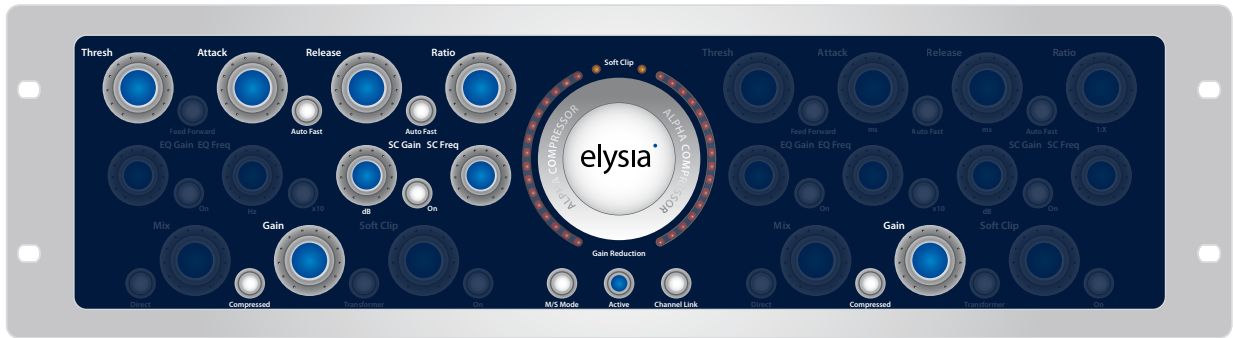 Thresh Attack Release Ratio Soft Clip Thresh Attack Release Ratio
Feed Forward Auto Fast Auto Fast Feed Forward ms Auto Fast ms Auto Fast 1:X
EQ Gain EQ Freq SC Gain SC Freq EQ Gain EQ Freq SC Gain SC Freq
ALPHA COMPRESSOR elysia ALPHA COMPRESSOR
On Hz x10 dB On On x10 dB On
Mix Gain Soft Clip Gain Reduction Mix Gain Soft Clip
Direct Compressed Transformer On M/S Mode Active Channel Link Direct Compressed Transformer On